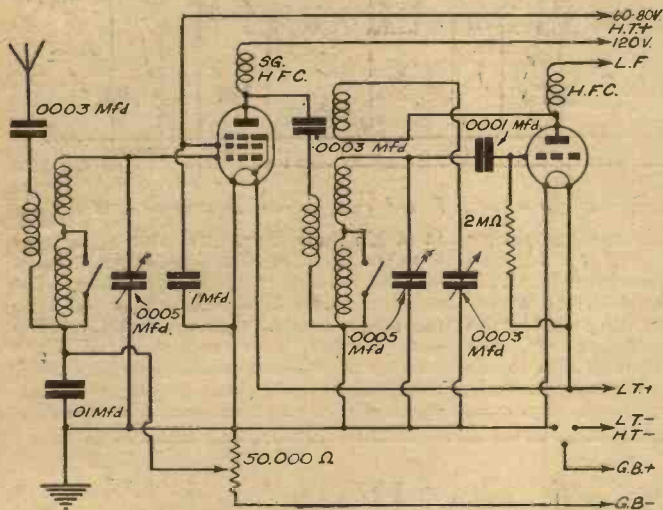 60-80V
H.T.+
120V.
L.F
SG.
H.F.C.
H.F.C.
.0003 Mfd
.0003 Mfd
.0001 Mfd.
2MΩ
.0005
Mfd.
1Mfd.
.0005
Mfd
.0003
Mfd
.01 Mfd
L.T.+
L.T.-
H.T-
50,000 Ω
G.B.+
G.B-